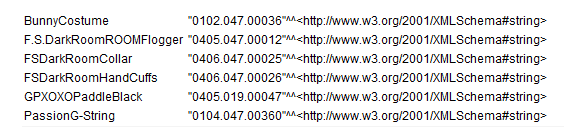 BunnyCostume "0102.047.00036"^^<http://www.w3.org/2001/XMLSchema#string>
F.S.DarkRoomROOMFlogger "0405.047.00012"^^<http://www.w3.org/2001/XMLSchema#string>
FSDarkRoomCollar "0406.047.00025"^^<http://www.w3.org/2001/XMLSchema#string>
FSDarkRoomHandCuffs "0406.047.00026"^^<http://www.w3.org/2001/XMLSchema#string>
GPXOXOPaddleBlack "0405.019.00047"^^<http://www.w3.org/2001/XMLSchema#string>
PassionG-String "0104.047.00360"^^<http://www.w3.org/2001/XMLSchema#string>